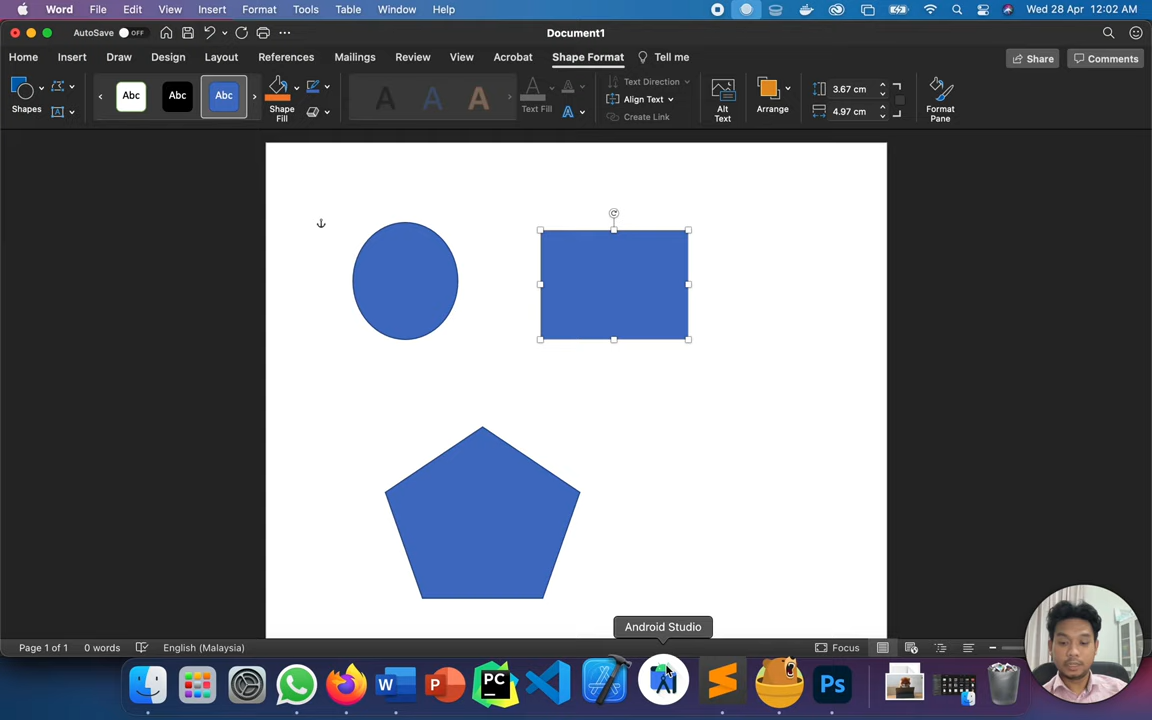 Word File Edit View Insert Format Tools Table Window Help Wed 28 Apr 12:02 AM
AutoSave OFF Document1
Home Insert Draw Design Layout References Mailings Review View Acrobat Shape Format Tell me Share Comments
Shapes
Abc Abc Abc
Shape Fill
A A A
Text Fill
Text Direction
Align Text
Create Link
Alt Text
Arrange
3.67 cm
4.97 cm
Format Pane
Android Studio
Page 1 of 1 0 words English (Malaysia) Focus
W P PC Ps